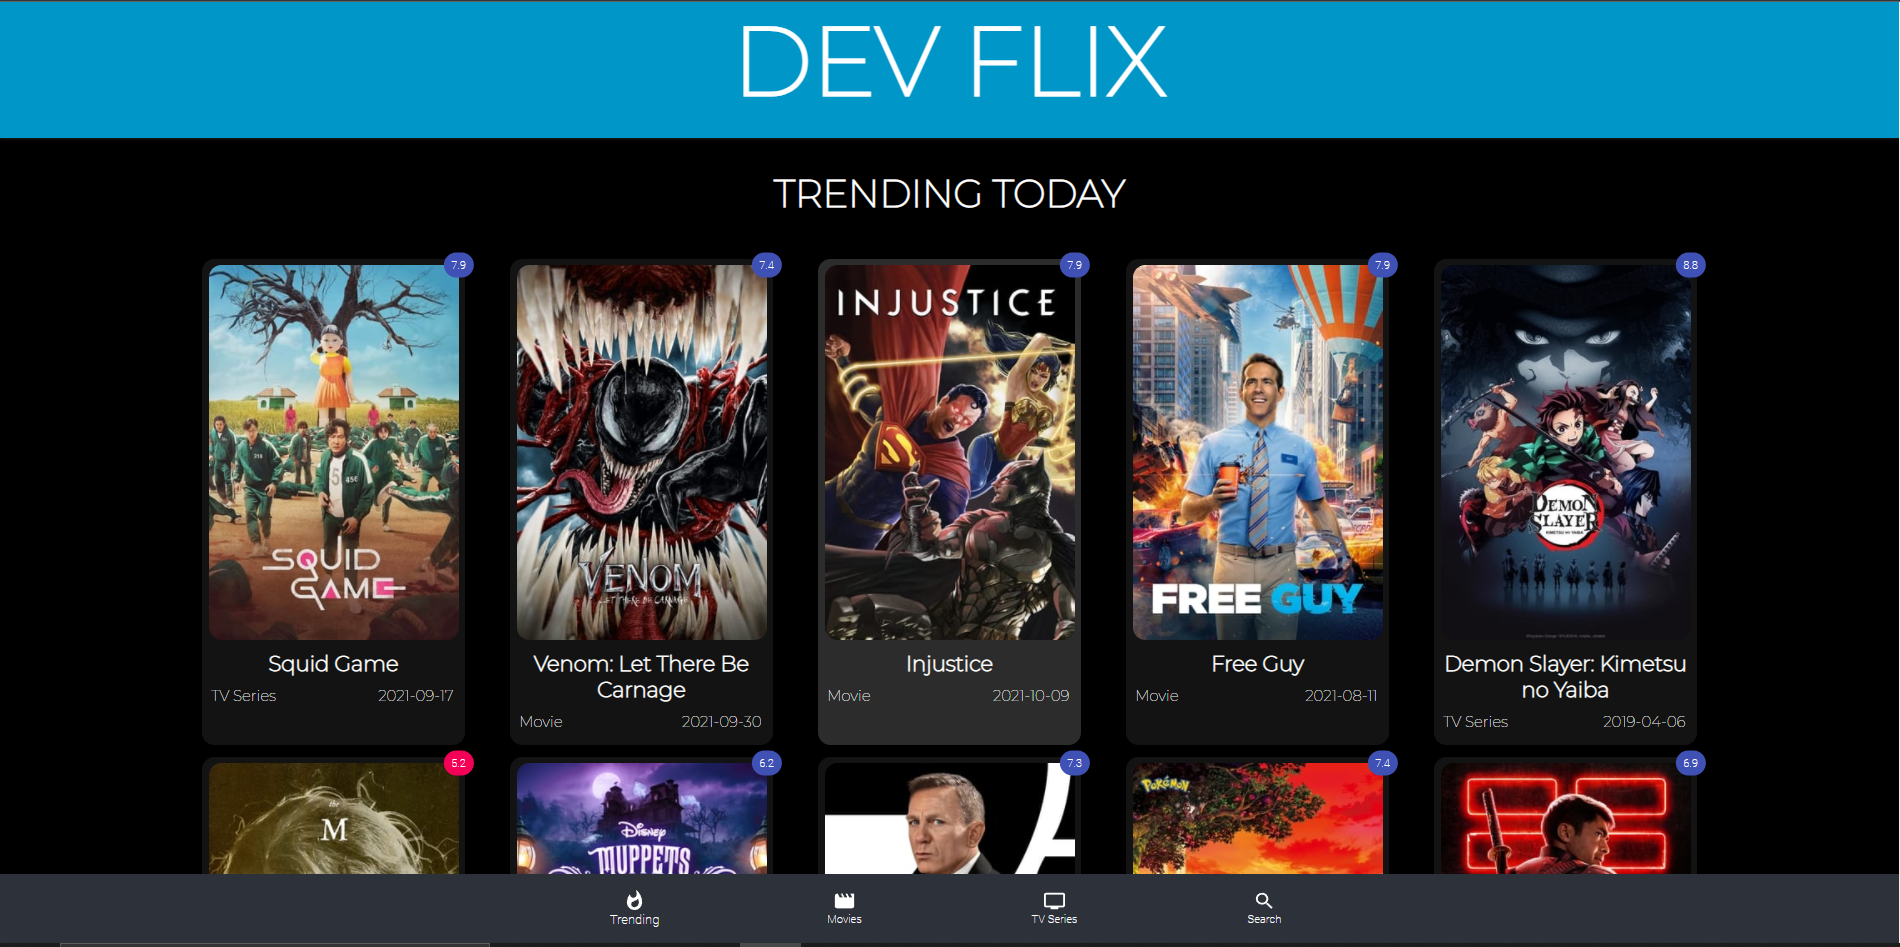 DEV FLIX
TRENDING TODAY
7.9
SQUID
GAME
Squid Game
TV Series 2021-09-17
7.4
VENOM
LET THERE BE CARNAGE
Venom: Let There Be
Carnage
Movie 2021-09-30
7.9
INJUSTICE
Injustice
Movie 2021-10-09
7.9
FREE GUY
Free Guy
Movie 2021-08-11
8.8
DEMON
SLAYER
KIMETSU NO YAIBA
Demon Slayer: Kimetsu
no Yaiba
TV Series 2019-04-06
5.2
the
M
6.2
Disney
MUPPETS
7.3
7.4
POKéMON
6.9
Trending
Movies
TV Series
Search